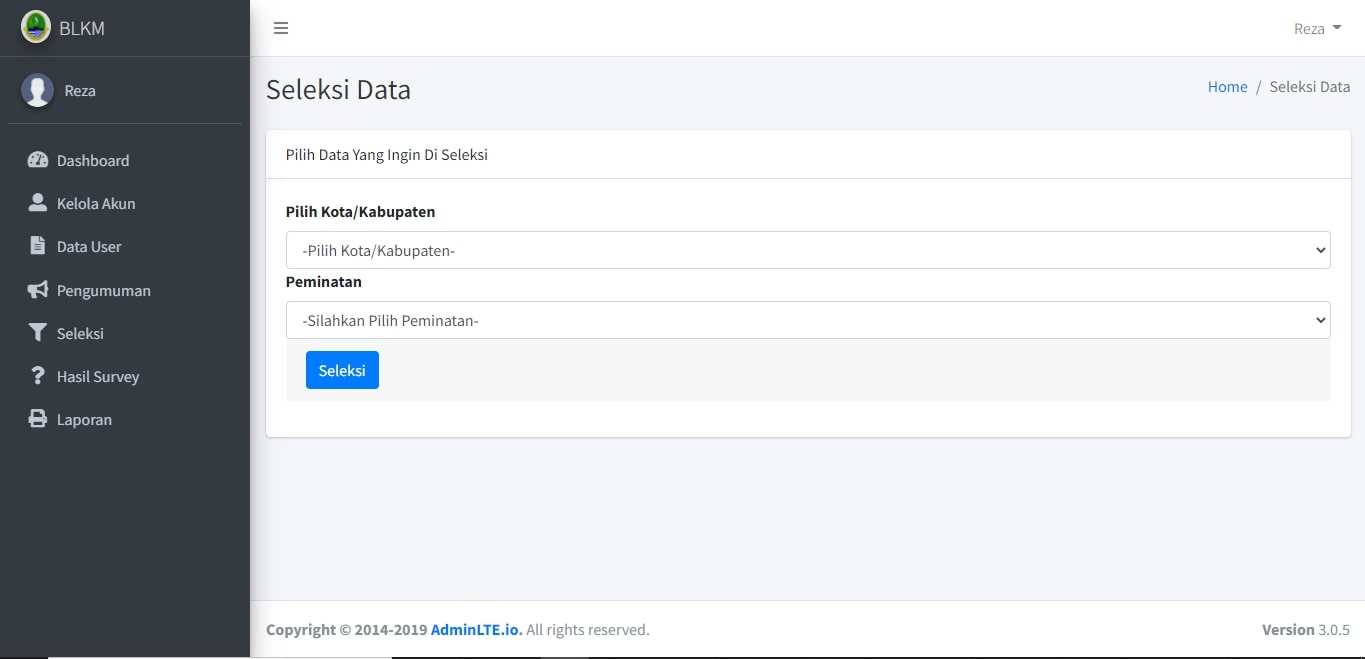 BLKM
Reza
Reza
Dashboard
Kelola Akun
Data User
Pengumuman
Seleksi
Hasil Survey
Laporan
Seleksi Data
Home / Seleksi Data
Pilih Data Yang Ingin Di Seleksi
Pilih Kota/Kabupaten
-Pilih Kota/Kabupaten-
Peminatan
-Silahkan Pilih Peminatan-
Seleksi
Copyright © 2014-2019 AdminLTE.io. All rights reserved.
Version 3.0.5